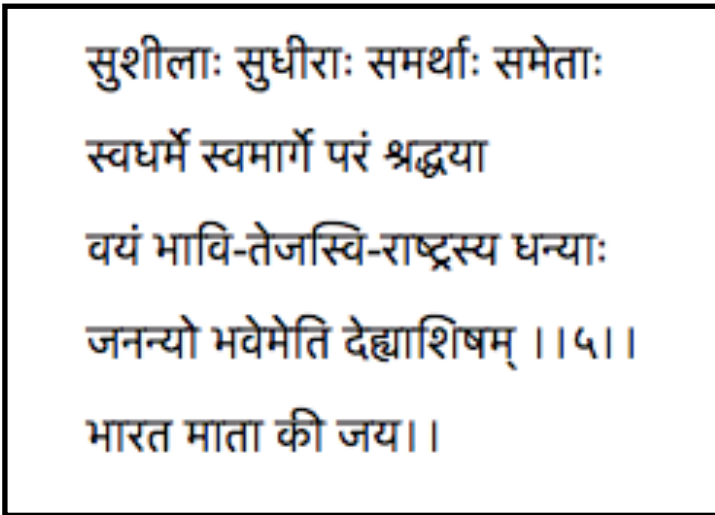 सुशीलाः सुधीराः समर्थाः समेताः
स्वधर्मे स्वमार्गे परं श्रद्धया
वयं भावि-तेजस्वि-राष्ट्रस्य धन्याः
जनन्यो भवेमेति देह्याशिषम् ।।५।।
भारत माता की जय।।